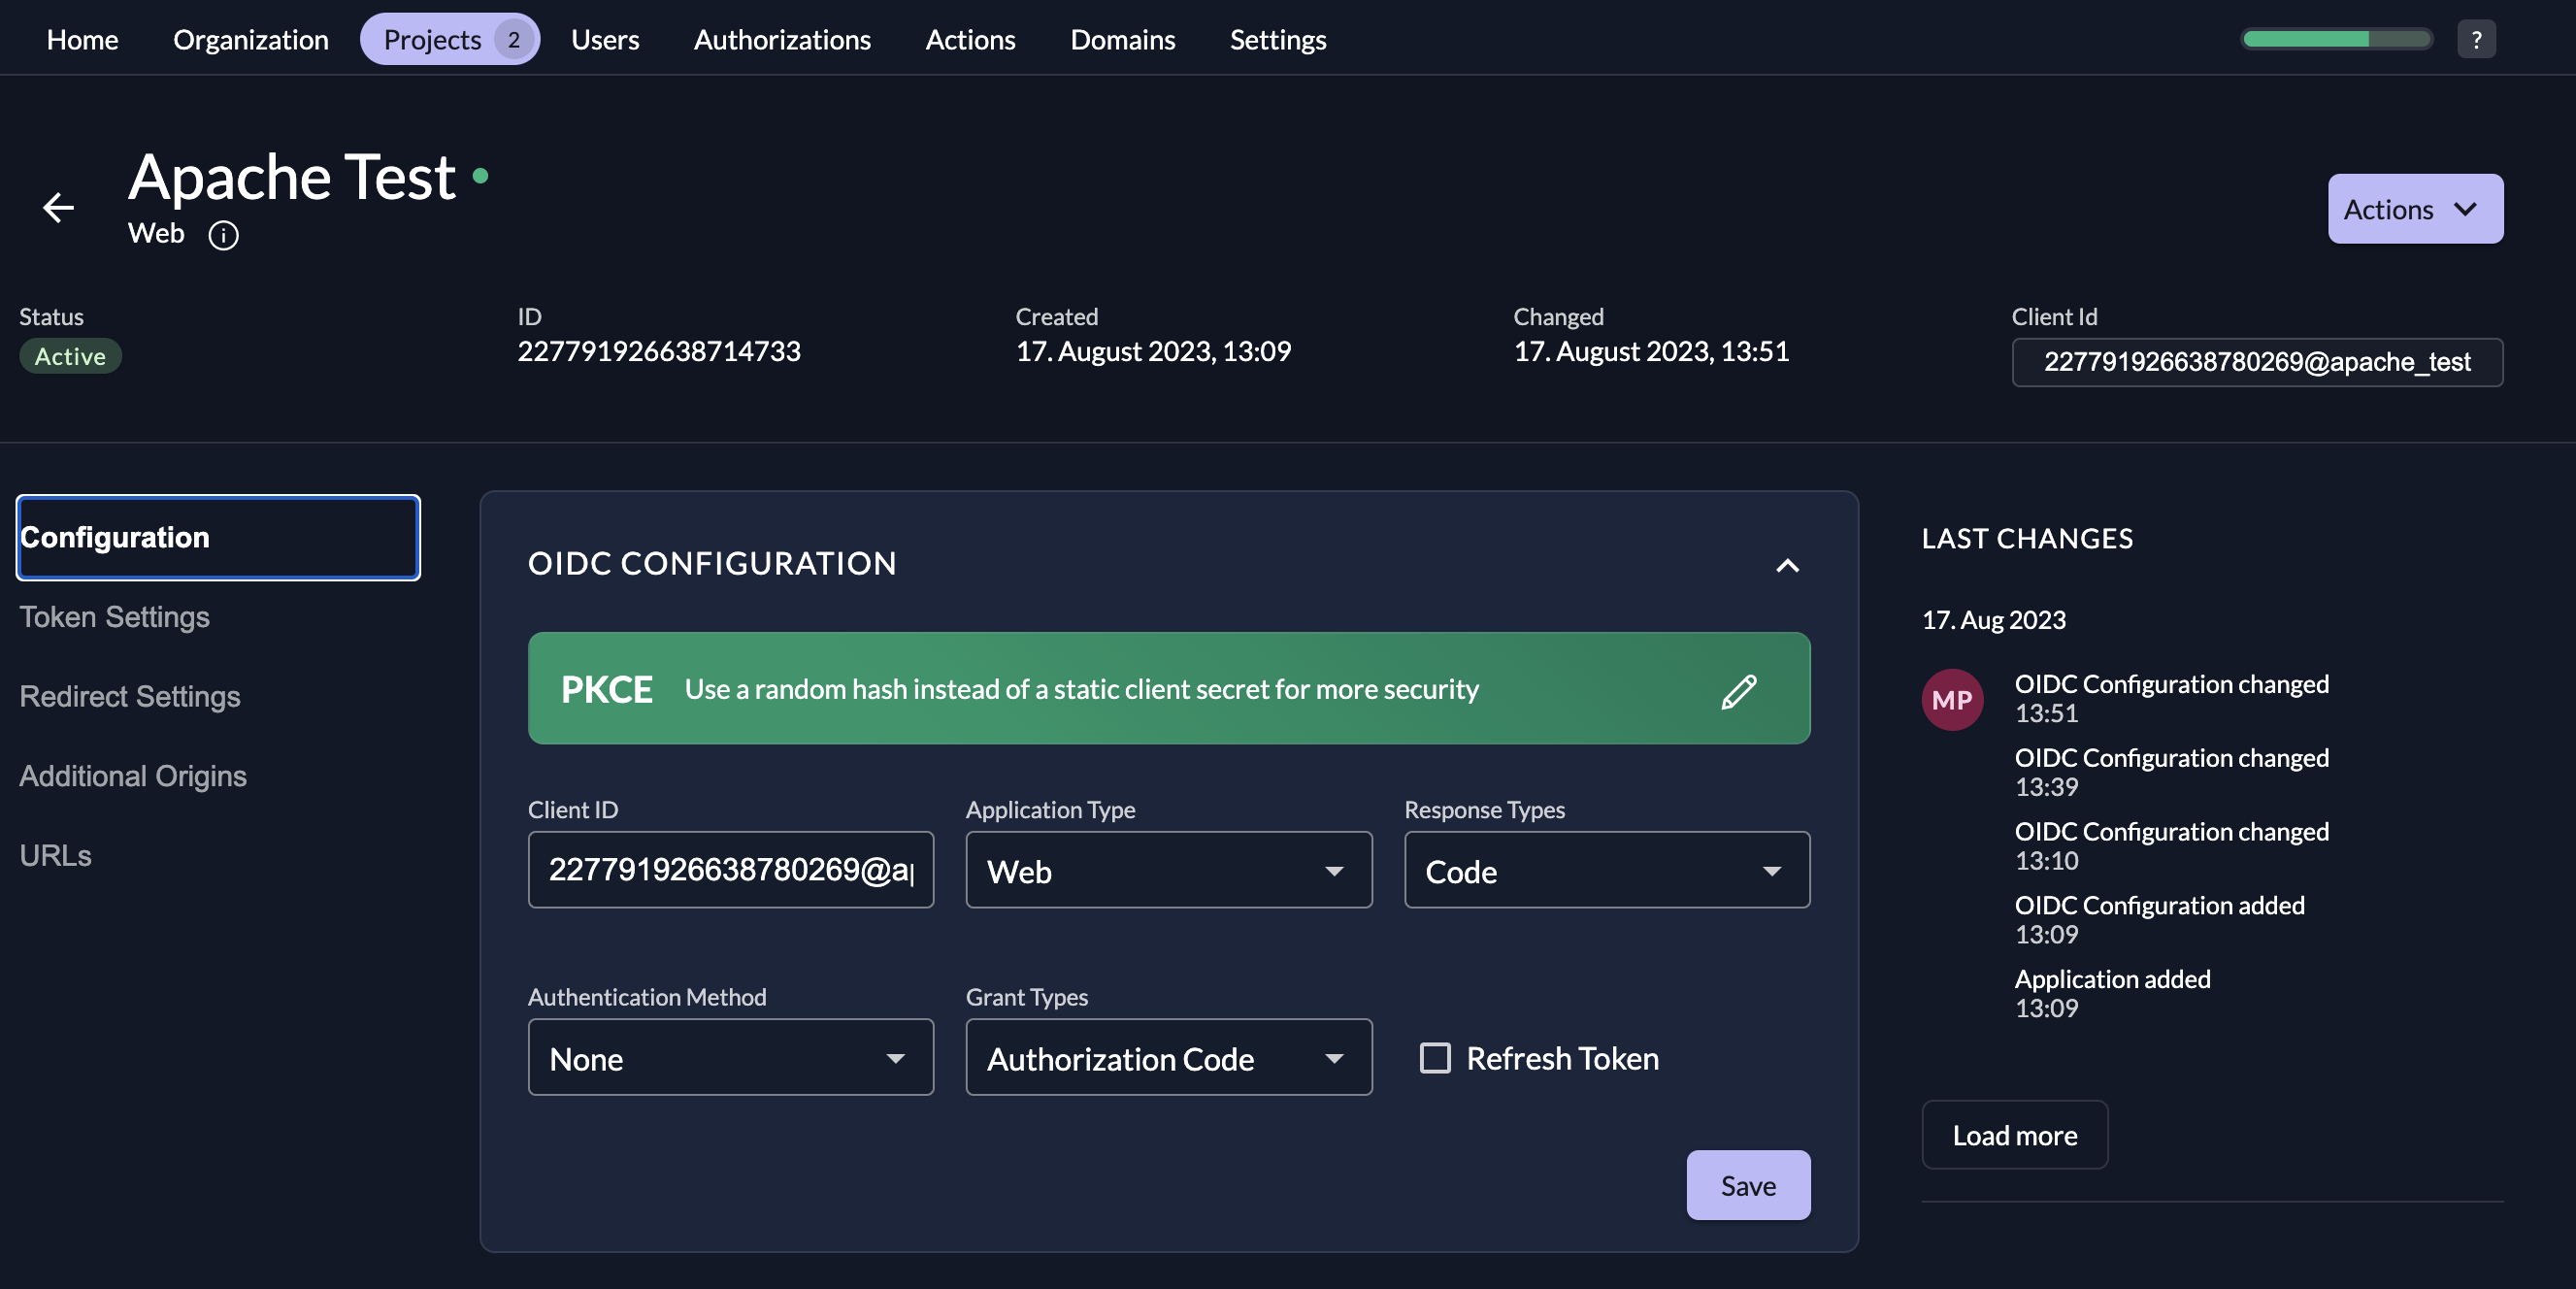 Home Organization Projects 2 Users Authorizations Actions Domains Settings ?
Apache Test
Web
Actions
Status ID Created Changed Client Id
Active 227791926638714733 17. August 2023, 13:09 17. August 2023, 13:51 227791926638780269@apache_test
Configuration
Token Settings
Redirect Settings
Additional Origins
URLs
OIDC CONFIGURATION
PKCE Use a random hash instead of a static client secret for more security
Client ID Application Type Response Types
227791926638780269@a Web Code
Authentication Method Grant Types
None Authorization Code Refresh Token
Save
LAST CHANGES
17. Aug 2023
MP
OIDC Configuration changed
13:51
OIDC Configuration changed
13:39
OIDC Configuration changed
13:10
OIDC Configuration added
13:09
Application added
13:09
Load more